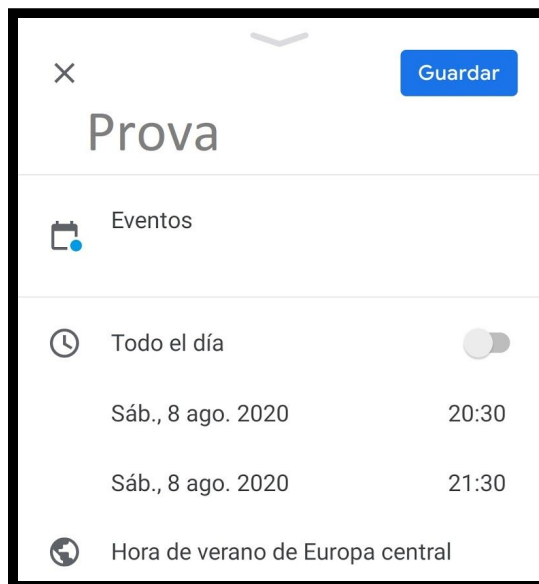 Guardar
Prova
Eventos
Todo el día
Sáb., 8 ago. 2020 20:30
Sáb., 8 ago. 2020 21:30
Hora de verano de Europa central